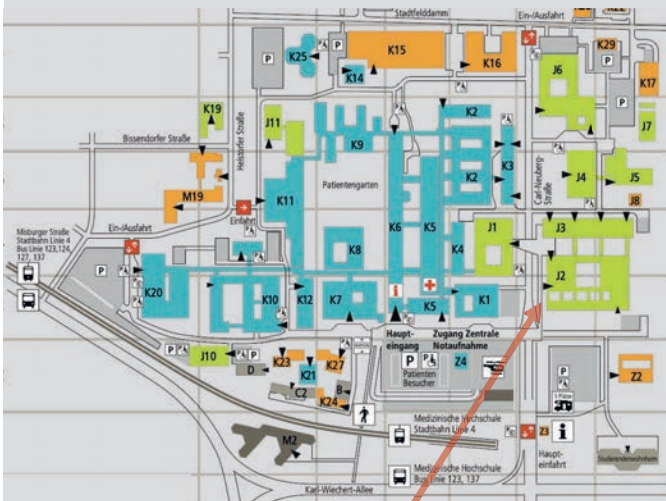 Stadtfelddamm
Ein-/Ausfahrt
P
K25
P
K15
K14
K16
K29
P
J6
K17
P
J7
Helstorfer Straße
K19
Bissendorfer Straße
M19
J11
K9
K2
K2
K3
Patientengarten
Carl-Neuberg-
Straße
J4
J5
J8
Ein-/Ausfahrt
Einfahrt
K11
K6
K5
K4
J1
J3
J2
Misburger Straße
Stadtbahn Linie 4
Bus Linie 123,124,
127, 137
P
K20
K10
K12
K8
K7
i
K5
K1
Haupt-
eingang
Zugang Zentrale
Notaufnahme
P
Patienten
Besucher
Z4
P
P
J10
P
D
K23
K21
K27
C2
B
K24
M2
Z2
5 Plätze
Z3
i
Haupt-
einfahrt
Studentenwohnheim
Medizinische Hochschule
Stadtbahn Linie 4
Medizinische Hochschule
Bus Linie 123, 137
Karl-Wiechert-Allee